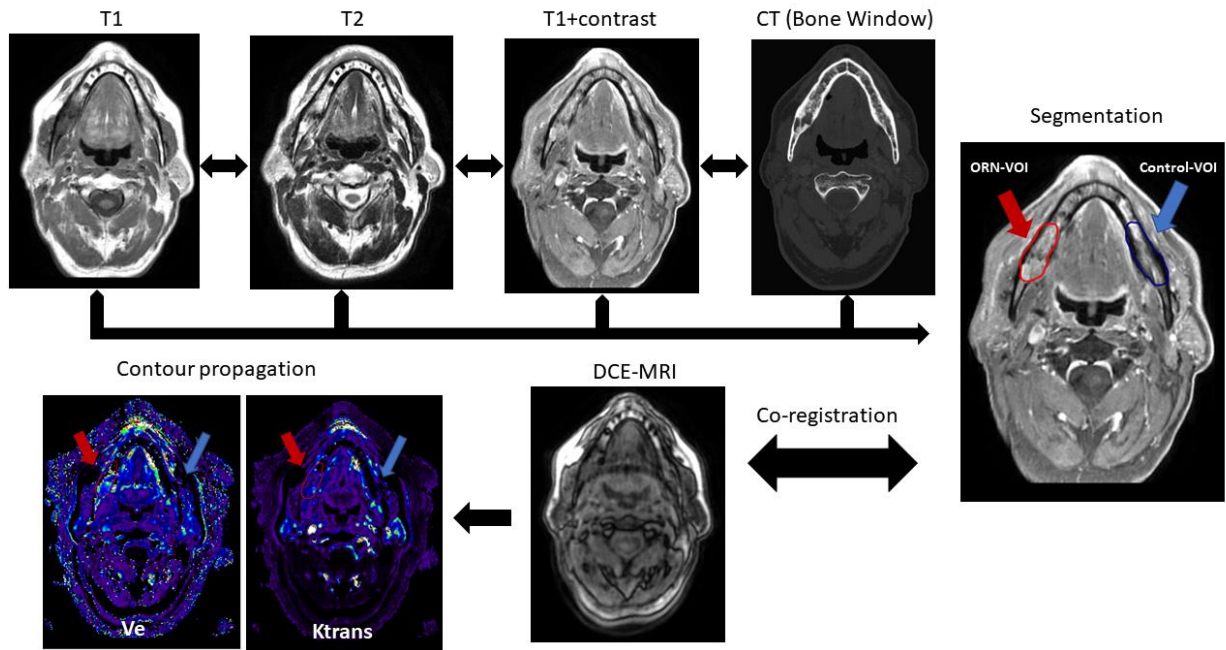 T1
T2
T1+contrast
CT (Bone Window)
Segmentation
ORN-VOI
Control-VOI
Contour propagation
DCE-MRI
Co-registration
Ve
Ktrans